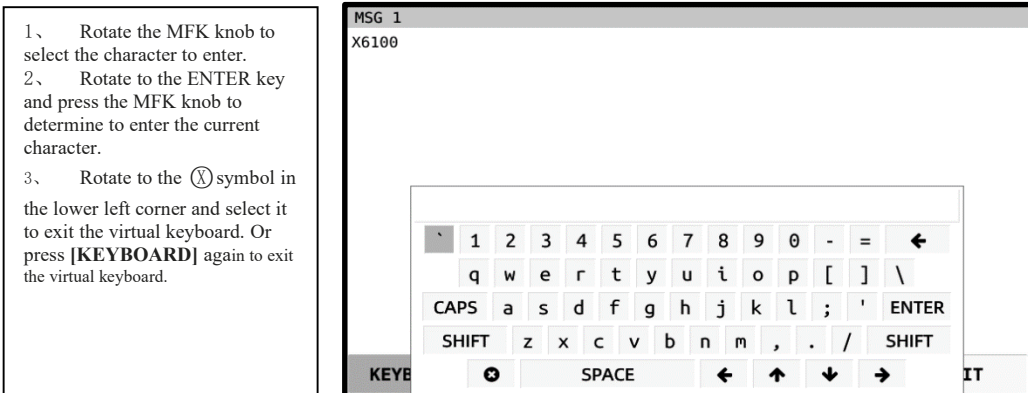 1、 Rotate the MFK knob to
select the character to enter.
2、 Rotate to the ENTER key
and press the MFK knob to
determine to enter the current
character.
3、 Rotate to the Ⓧ symbol in
the lower left corner and select it
to exit the virtual keyboard. Or
press [KEYBOARD] again to exit
the virtual keyboard.
MSG 1
X6100
` 1 2 3 4 5 6 7 8 9 0 - = ←
q w e r t y u i o p [ ] \
CAPS a s d f g h j k l ; ' ENTER
SHIFT z x c v b n m , . / SHIFT
KEYB SPACE ← ↑ ↓ → IT